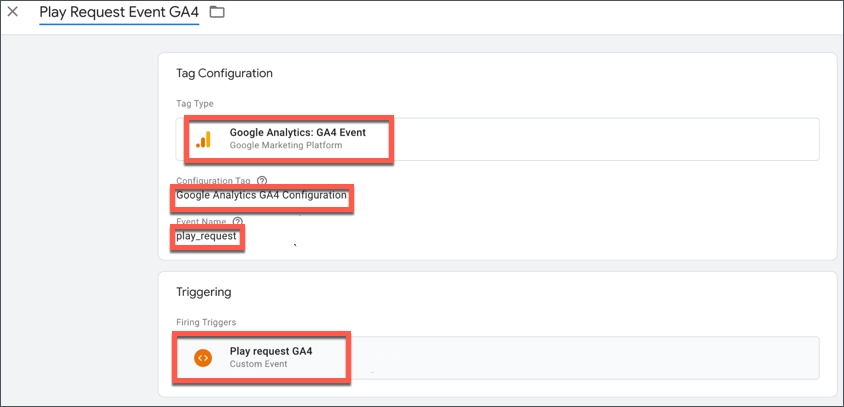 Play Request Event GA4
Tag Configuration
Tag Type
Google Analytics: GA4 Event
Google Marketing Platform
Configuration Tag
Google Analytics GA4 Configuration
Event Name
play_request
Triggering
Firing Triggers
Play request GA4
Custom Event